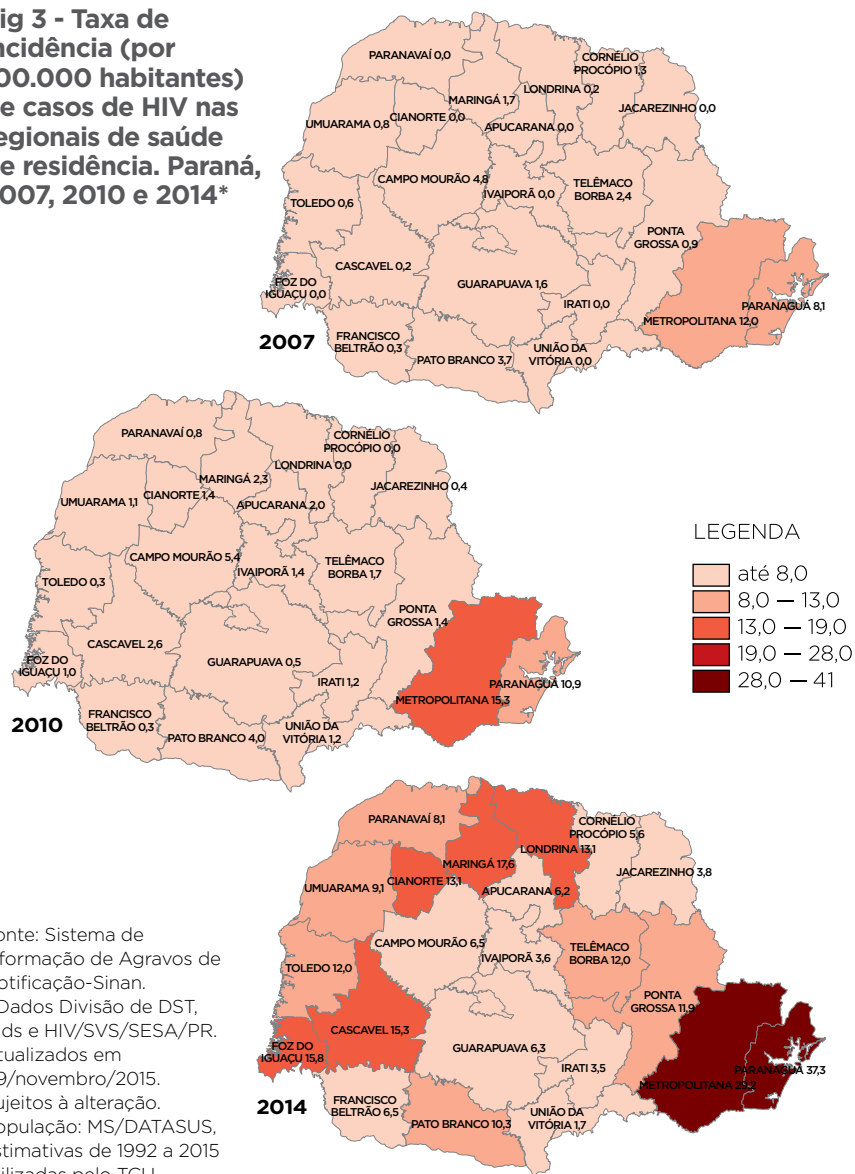 ig 3 - Taxa de
ncidência (por
00.000 habitantes)
e casos de HIV nas
egionais de saúde
e residência. Paraná,
007, 2010 e 2014*
PARANAVAÍ 0,0
CORNÉLIO
PROCÓPIO 1,3
LONDRINA 0,2
MARINGÁ 1,7
JACAREZINHO 0,0
UMUARAMA 0,8
CIANORTE 0,0
APUCARANA 0,0
CAMPO MOURÃO 4,8
IVAIPORÃ 0,0
TELÊMACO
BORBA 2,4
TOLEDO 0,6
PONTA
GROSSA 0,9
CASCAVEL 0,2
GUARAPUAVA 1,6
FOZ DO
IGUAÇU 0,0
IRATI 0,0
PARANAGUÁ 8,1
METROPOLITANA 12,0
2007
FRANCISCO
BELTRÃO 0,3
PATO BRANCO 3,7
UNIÃO DA
VITÓRIA 0,0
PARANAVAÍ 0,8
CORNÉLIO
PROCÓPIO 0,0
LONDRINA 0,0
MARINGÁ 2,3
JACAREZINHO 0,4
UMUARAMA 1,1
CIANORTE 1,4
APUCARANA 2,0
CAMPO MOURÃO 5,4
IVAIPORÃ 1,4
TELÊMACO
BORBA 1,7
TOLEDO 0,3
PONTA
GROSSA 1,4
CASCAVEL 2,6
GUARAPUAVA 0,5
FOZ DO
IGUAÇU 1,0
IRATI 1,2
PARANAGUÁ 10,9
METROPOLITANA 15,3
2010
FRANCISCO
BELTRÃO 0,3
PATO BRANCO 4,0
UNIÃO DA
VITÓRIA 1,2
LEGENDA
até 8,0
8,0 — 13,0
13,0 — 19,0
19,0 — 28,0
28,0 — 41
PARANAVAÍ 8,1
CORNÉLIO
PROCÓPIO 5,6
LONDRINA 13,1
MARINGÁ 17,6
JACAREZINHO 3,8
UMUARAMA 9,1
CIANORTE 13,1
APUCARANA 6,2
CAMPO MOURÃO 6,5
IVAIPORÃ 3,6
TELÊMACO
BORBA 12,0
TOLEDO 12,0
PONTA
GROSSA 11,9
CASCAVEL 15,3
GUARAPUAVA 6,3
FOZ DO
IGUAÇU 15,8
IRATI 3,5
PARANAGUÁ 37,3
METROPOLITANA 29,2
2014
FRANCISCO
BELTRÃO 6,5
PATO BRANCO 10,3
UNIÃO DA
VITÓRIA 1,7
onte: Sistema de
nformação de Agravos de
otificação-Sinan.
Dados Divisão de DST,
ds e HIV/SVS/SESA/PR.
tualizados em
9/novembro/2015.
ujeitos à alteração.
opulação: MS/DATASUS,
stimativas de 1992 a 2015